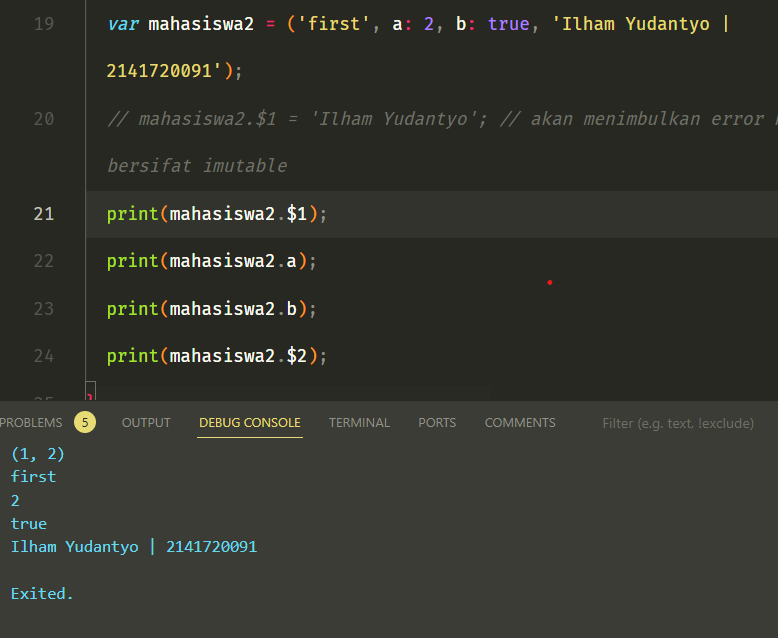 19 var mahasiswa2 = ('first', a: 2, b: true, 'Ilham Yudantyo |
2141720091');
20 // mahasiswa2.$1 = 'Ilham Yudantyo'; // akan menimbulkan error
bersifat imutable
21 print(mahasiswa2.$1);
22 print(mahasiswa2.a);
23 print(mahasiswa2.b);
24 print(mahasiswa2.$2);
25 }
PROBLEMS 5 OUTPUT DEBUG CONSOLE TERMINAL PORTS COMMENTS Filter (e.g. text, !exclude)
(1, 2)
first
2
true
Ilham Yudantyo | 2141720091
Exited.